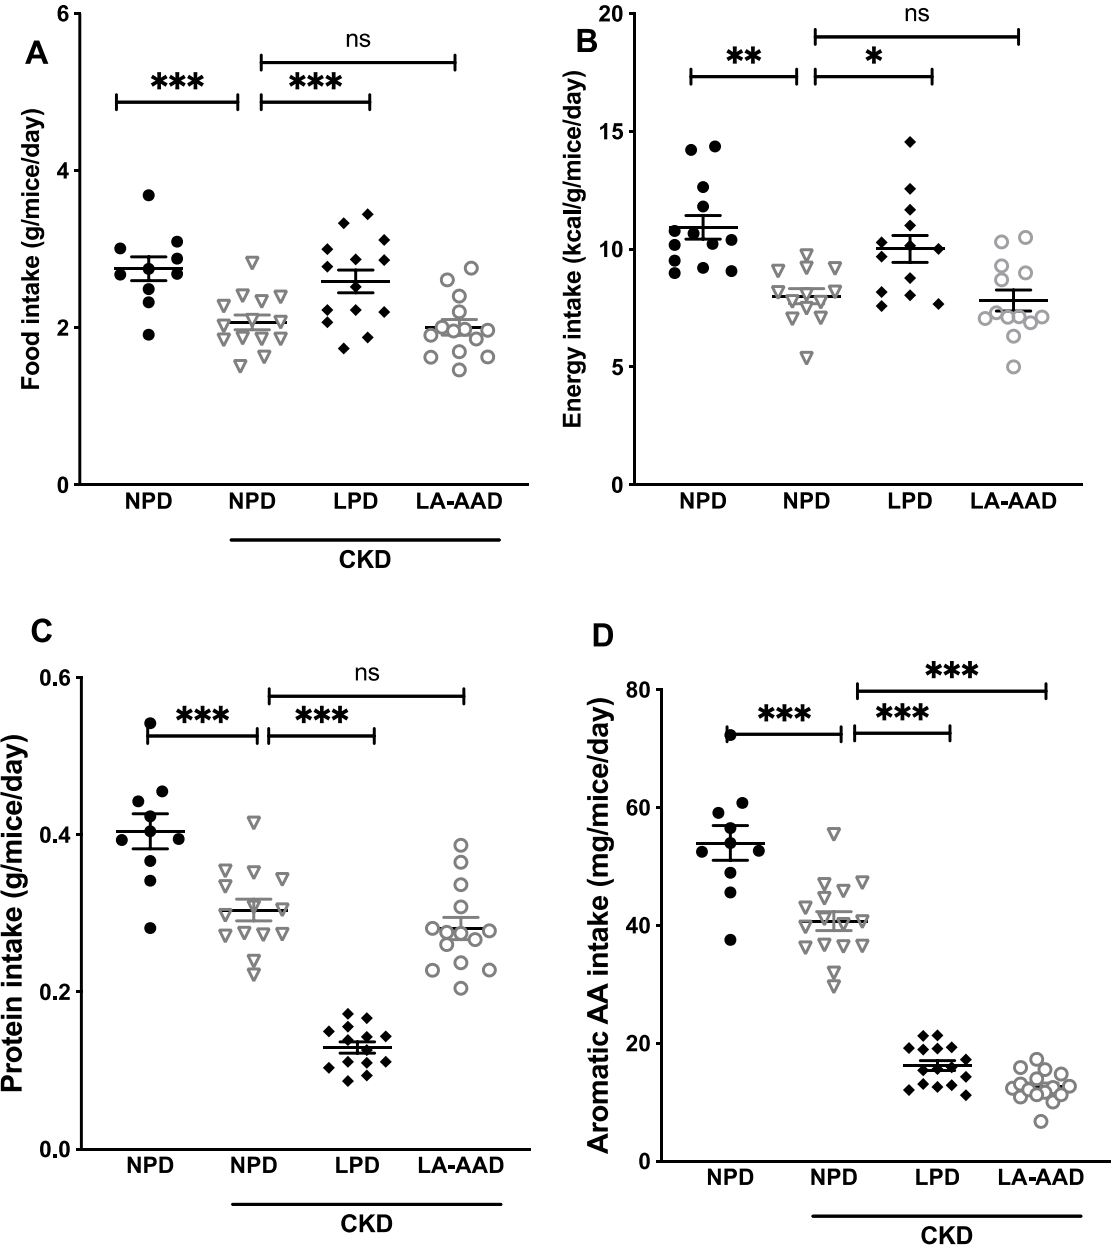 A
Food intake (g/mice/day)
6
4
2
0
***
***
ns
NPD
NPD
LPD
LA-AAD
CKD
B
Energy intake (kcal/g/mice/day)
20
15
10
5
0
**
*
ns
NPD
NPD
LPD
LA-AAD
C
Protein intake (g/mice/day)
0.6
0.4
0.2
0.0
***
***
ns
NPD
NPD
LPD
LA-AAD
CKD
D
Aromatic AA intake (mg/mice/day)
80
60
40
20
0
***
***
***
NPD
NPD
LPD
LA-AAD
CKD